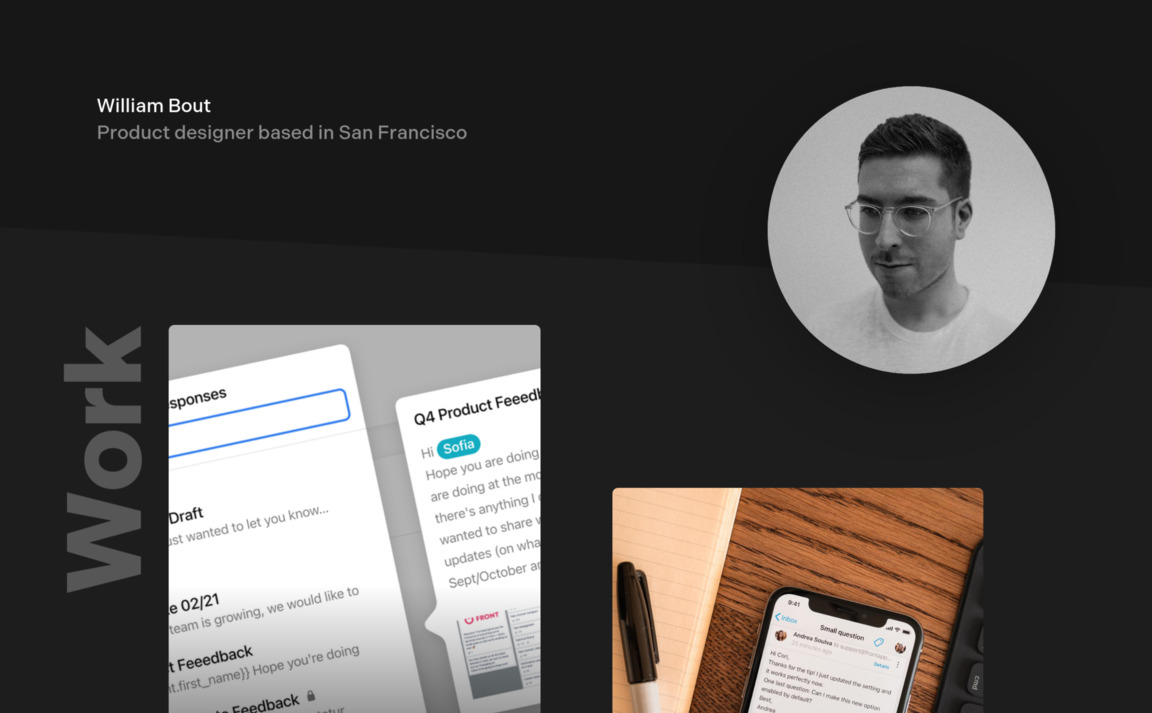 William Bout
Product designer based in San Francisco
Work
sponses
Draft
ust wanted to let you know...
e 02/21
team is growing, we would like to
t Feeedback
t.first_name}} Hope you're doing
Feedback
Q4 Product Feeedb
Hi Sofia
Hope you are doing
are doing at the mo
there's anything I
wanted to share
updates (on wha
Sept/October a
FRONT
9:41
Inbox
Small question
Andrea Soulva to support@frontapp...
25 minutes ago
Details
Hi Cori,
Thanks for the tip! I just updated the setting and
it works perfectly now.
One last question: Can I make this new option
enabled by default?
Best,
Andrea
cmd